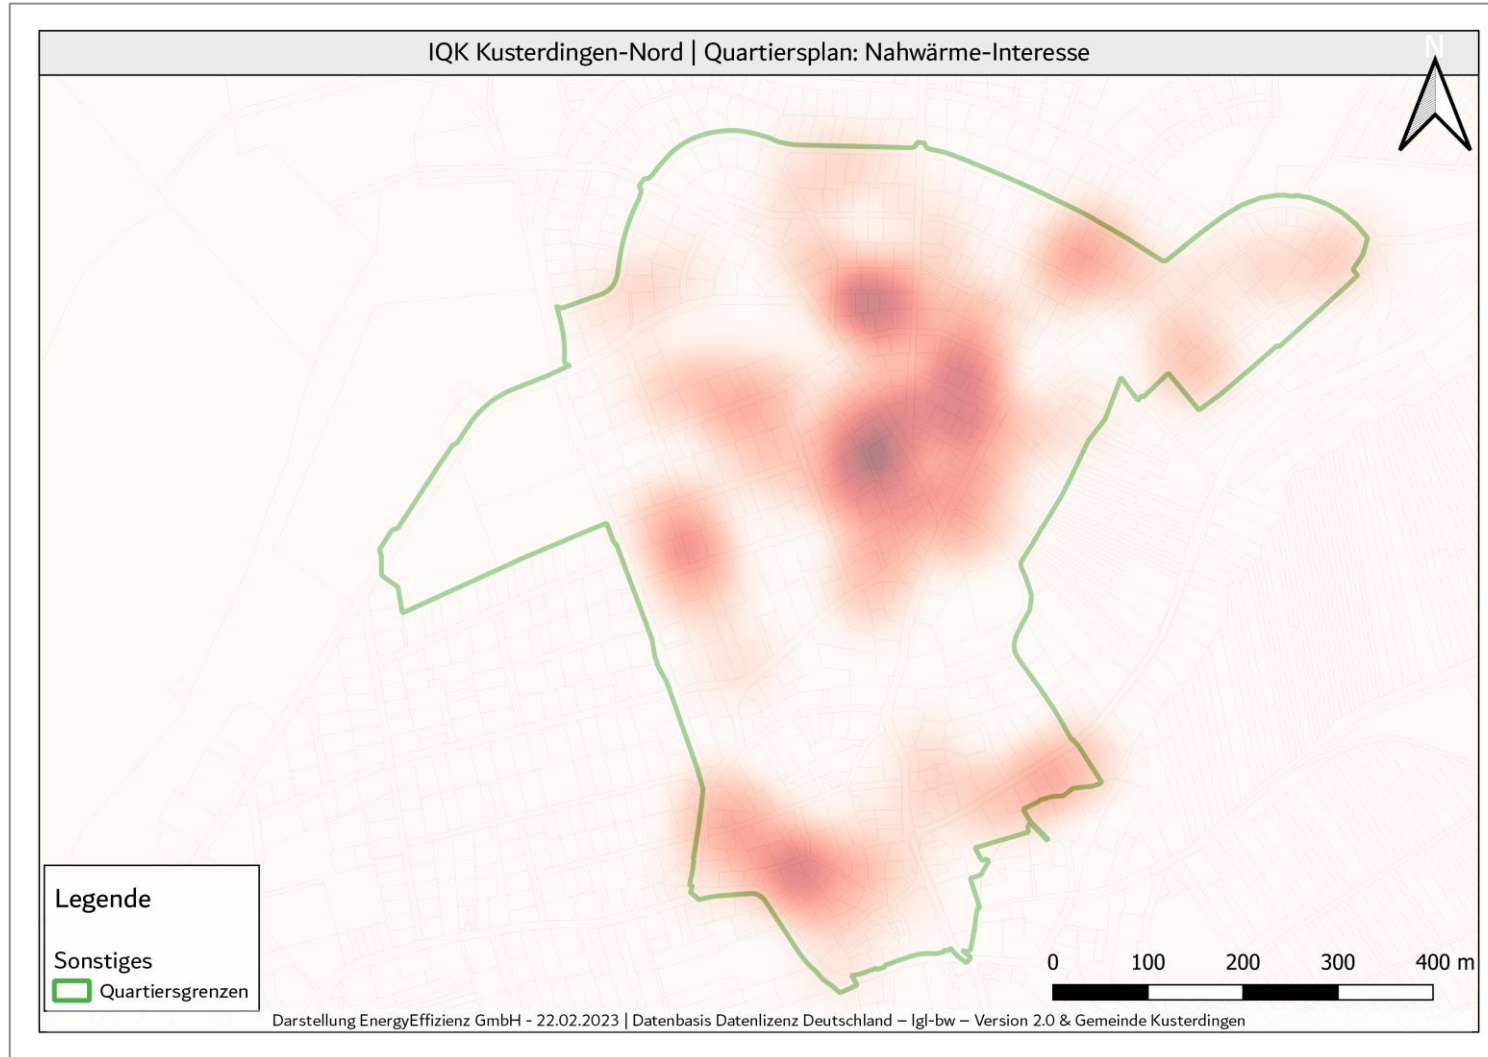 IQK Kusterdingen-Nord | Quartiersplan: Nahwärme-Interesse
N
Legende
Sonstiges
Quartiersgrenzen
0 100 200 300 400 m
Darstellung EnergyEffizienz GmbH - 22.02.2023 | Datenbasis Datenlizenz Deutschland – lgl-bw – Version 2.0 & Gemeinde Kusterdingen